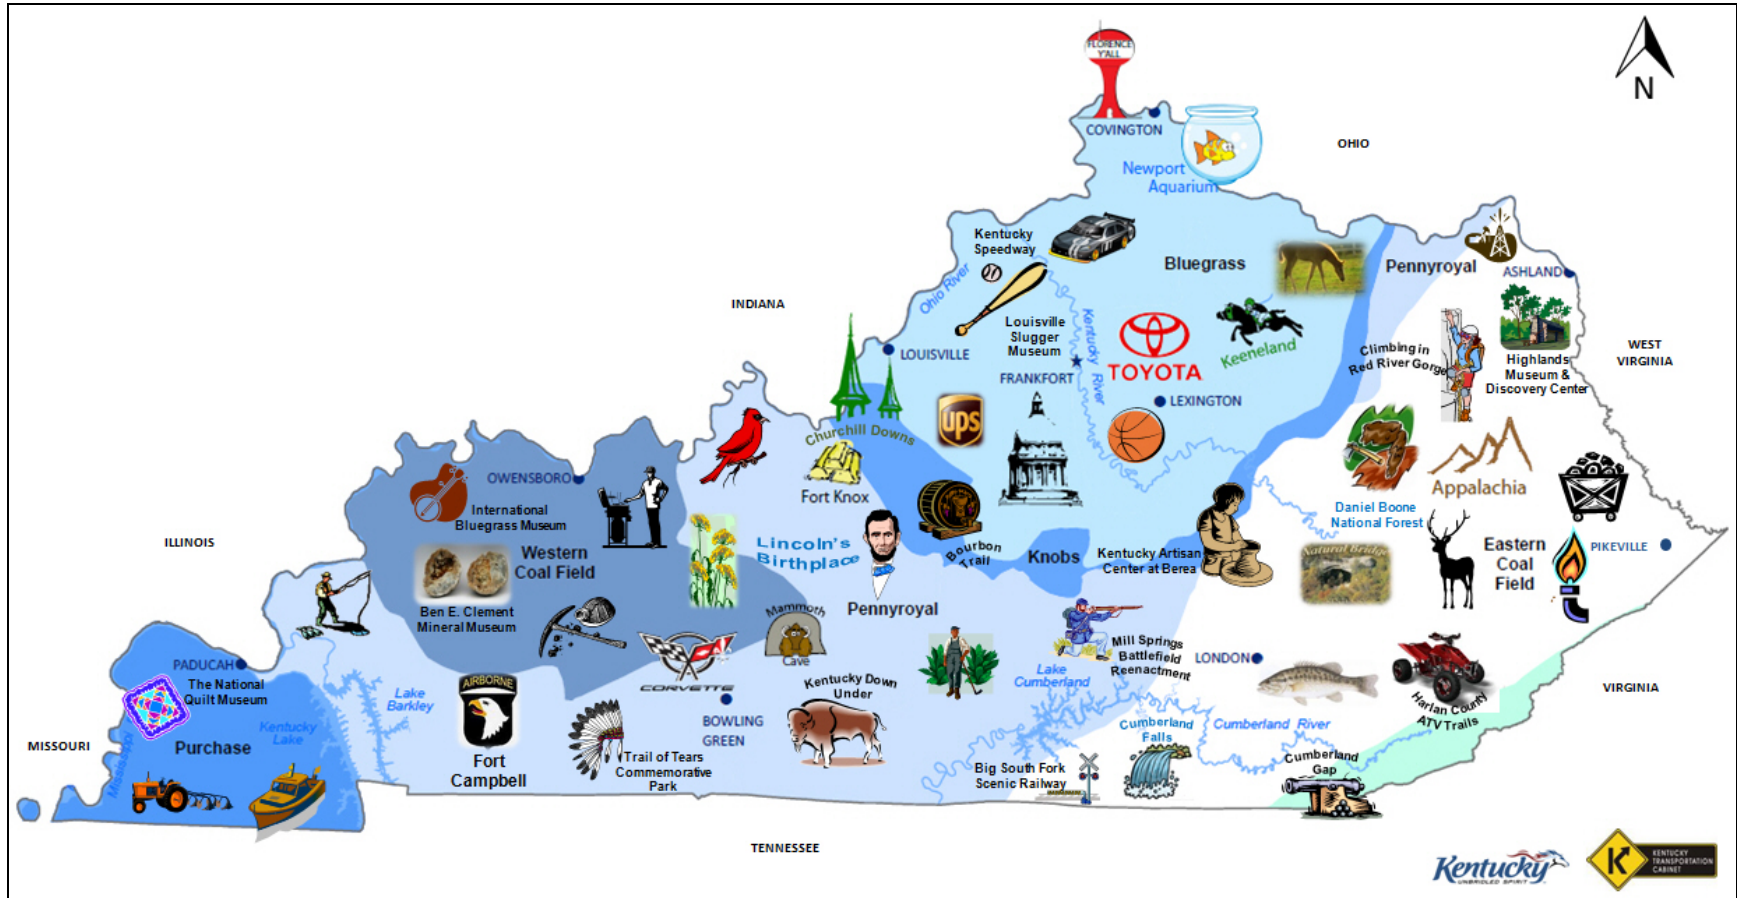 FLORENCE
Y'ALL
N
COVINGTON
OHIO
Newport
Aquarium
Kentucky
Speedway
Bluegrass
Pennyroyal
ASHLAND
Ohio River
INDIANA
Kentucky River
Louisville
Slugger
Museum
TOYOTA
Keeneland
Climbing in
Red River Gorge
Highlands
Museum &
Discovery Center
WEST
VIRGINIA
LOUISVILLE
FRANKFORT
LEXINGTON
ups
Churchill Downs
Fort Knox
Appalachia
OWENSBORO
International
Bluegrass Museum
Daniel Boone
National Forest
ILLINOIS
Western
Coal Field
Lincoln's
Birthplace
Bourbon
Trail
Knobs
Kentucky Artisan
Center at Berea
Natural Bridge
Eastern
Coal
Field
PIKEVILLE
Ben E. Clement
Mineral Museum
Pennyroyal
Mammoth
Cave
Mill Springs
Battlefield
Reenactment
LONDON
PADUCAH
The National
Quilt Museum
Lake
Barkley
AIRBORNE
CORVETTE
Kentucky Down
Under
Lake
Cumberland
Harlan County
ATV Trails
VIRGINIA
MISSOURI
Mississippi
Purchase
Kentucky
Lake
BOWLING
GREEN
Cumberland
Falls
Cumberland River
Fort
Campbell
Trail of Tears
Commemorative
Park
Big South Fork
Scenic Railway
Cumberland
Gap
TENNESSEE
Kentucky
UNBRIDLED SPIRIT
K
KENTUCKY
TRANSPORTATION
CABINET